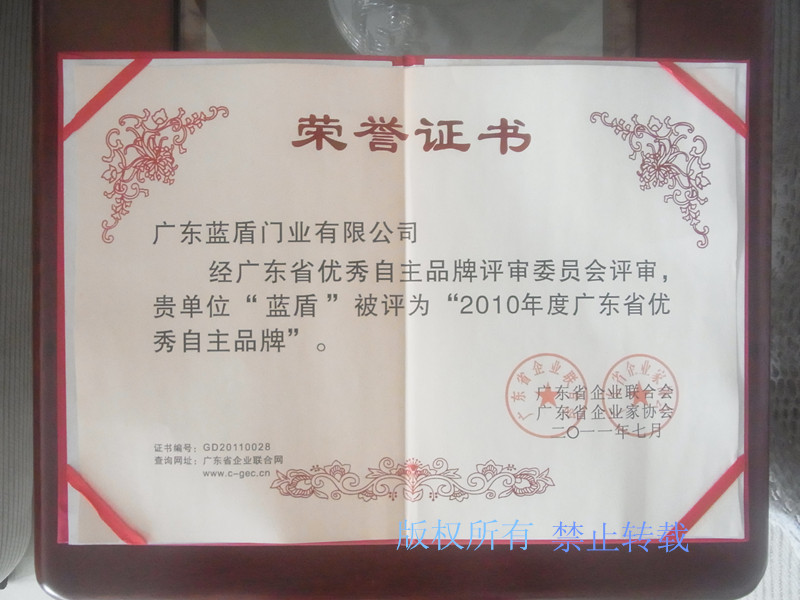 荣誉证书
广东蓝盾门业有限公司
经广东省优秀自主品牌评审委员会评审，
贵单位“蓝盾”被评为“2010年度广东省优
秀自主品牌”。
广东省企业联合会
广东省企业家协会
二〇一一年七月
证书编号：GD20110028
查询网址：广东省企业联合网
www.c-gec.cn
版权所有 禁止转载